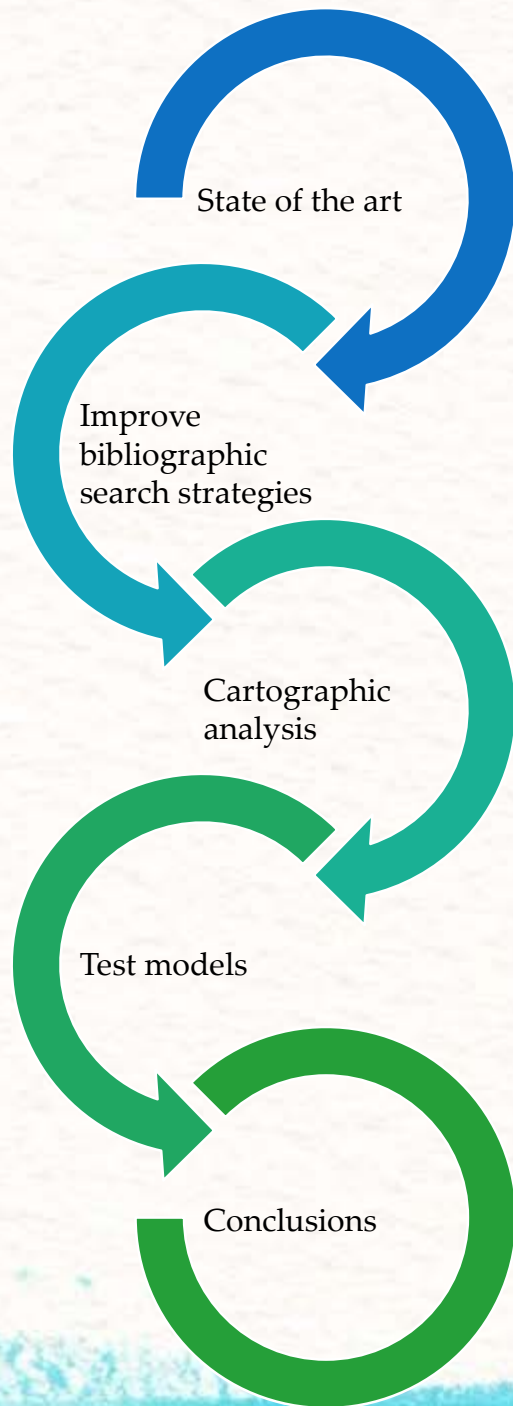 State of the art
Improve
bibliographic
search strategies
Cartographic
analysis
Test models
Conclusions